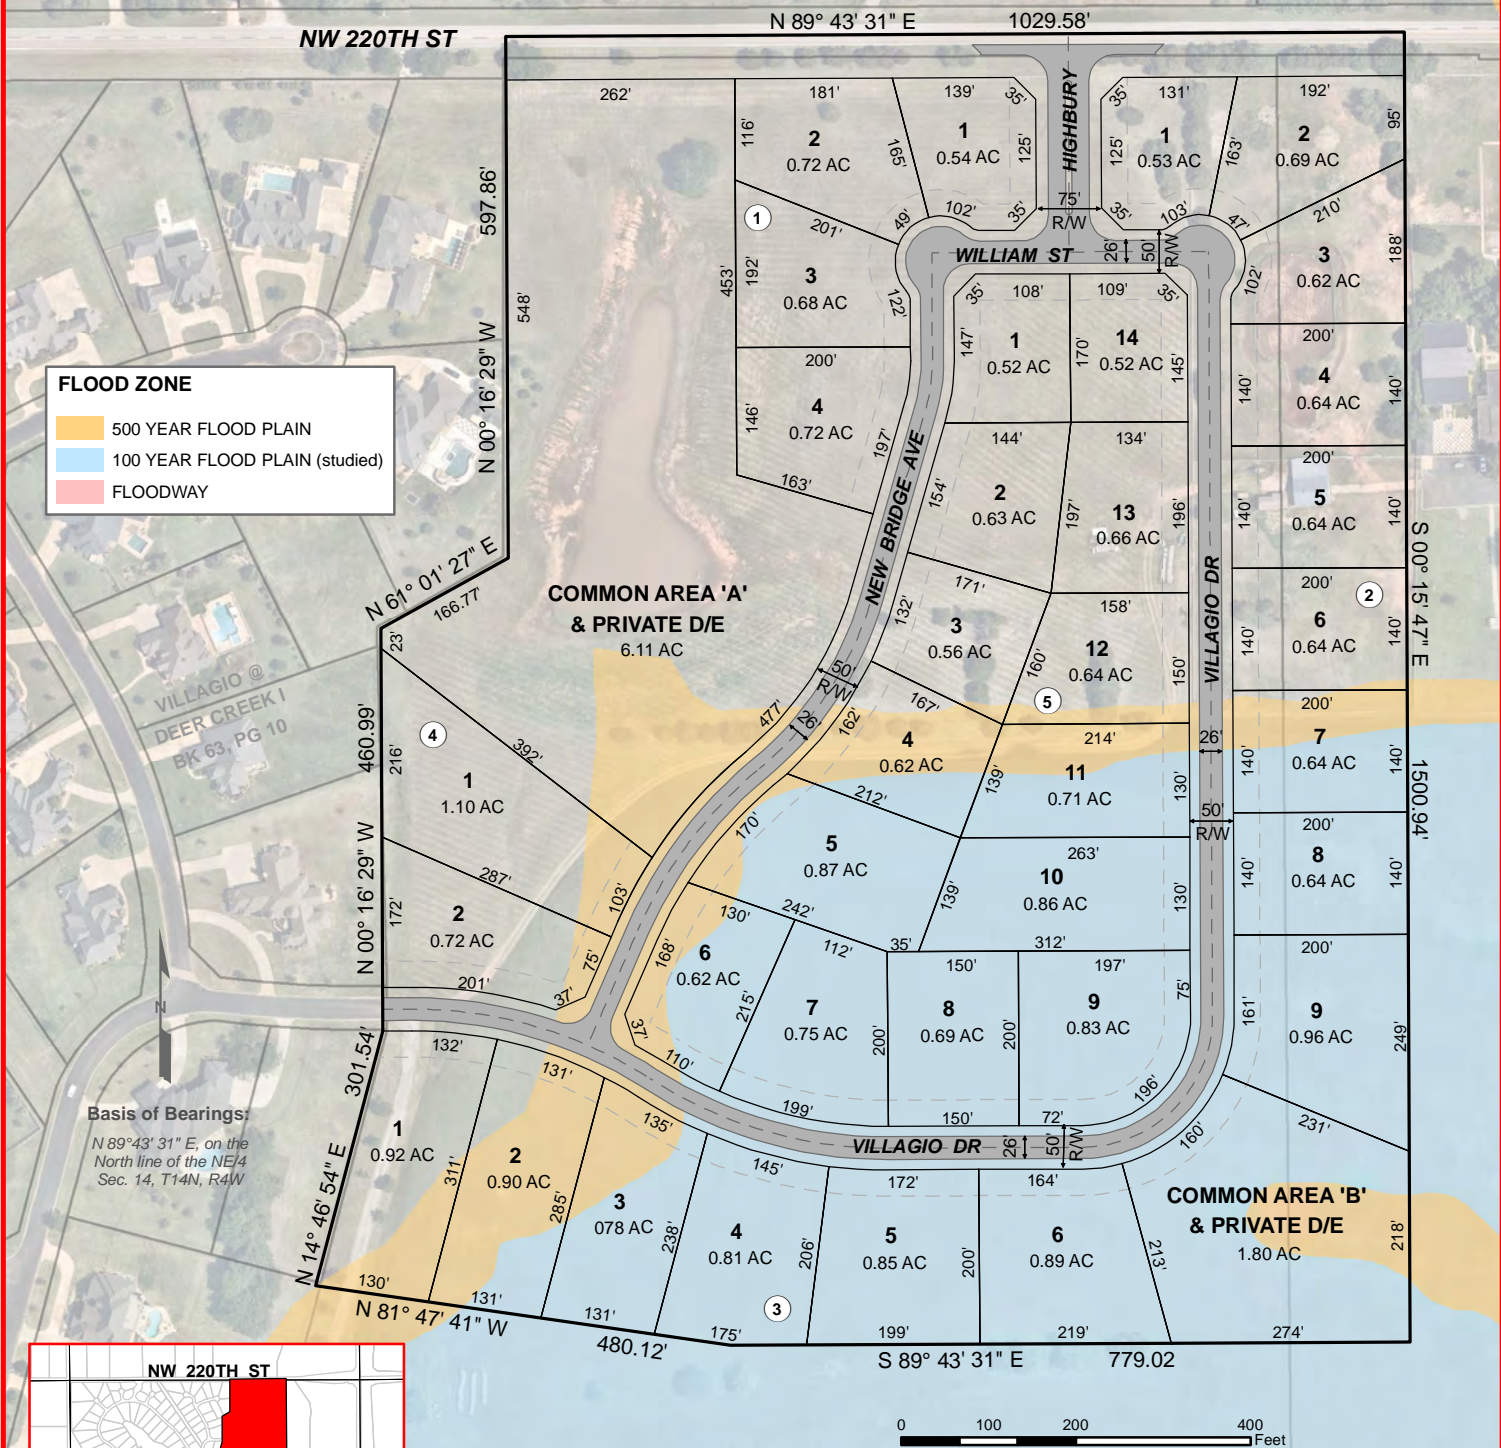 N 89° 43' 31" E 1029.58'
NW 220TH ST
262'
181'
139'
35'
35'
131'
192'
HIGHBURY
116'
2
0.72 AC
165'
1
0.54 AC
125'
125'
1
0.53 AC
163'
2
0.69 AC
95'
597.86'
1
201'
49'
102'
35'
75'
R/W
35'
103'
47'
210'
WILLIAM ST
26'
50'
R/W
453'
192'
3
0.68 AC
122'
35'
108'
109'
35'
102'
3
0.62 AC
188'
548'
N 00° 16' 29" W
200'
147'
1
0.52 AC
170'
14
0.52 AC
145'
200'
FLOOD ZONE
500 YEAR FLOOD PLAIN
100 YEAR FLOOD PLAIN (studied)
FLOODWAY
146'
4
0.72 AC
197'
163'
140'
4
0.64 AC
140'
144'
134'
200'
NEW BRIDGE AVE
154'
2
0.63 AC
197'
13
0.66 AC
196'
140'
5
0.64 AC
140'
S 00° 15' 47" E
1500.94'
N 61° 01' 27" E
166.77'
COMMON AREA 'A'
& PRIVATE D/E
6.11 AC
171'
158'
VILLAGIO DR
200'
2
132'
3
0.56 AC
160'
12
0.64 AC
150'
140'
6
0.64 AC
140'
23'
VILLAGIO @
DEER CREEK I
BK 63, PG 10
50'
R/W
167'
5
200'
460.99'
4
477'
26'
162'
4
0.62 AC
214'
26'
7
0.64 AC
140'
140'
216'
392'
1
1.10 AC
139'
11
0.71 AC
130'
212'
50'
R/W
200'
170'
5
0.87 AC
263'
10
0.86 AC
139'
130'
140'
8
0.64 AC
140'
N 00° 16' 29" W
287'
103'
172'
2
0.72 AC
130'
242'
112'
35'
312'
200'
75'
168'
6
0.62 AC
150'
197'
201'
37'
37'
215'
7
0.75 AC
200'
8
0.69 AC
200'
9
0.83 AC
75'
161'
9
0.96 AC
249'
N
301.54'
132'
131'
110'
196'
Basis of Bearings:
N 89°43' 31" E, on the
North line of the NE/4
Sec. 14, T14N, R4W
135'
199'
150'
72'
231'
VILLAGIO DR
26'
50'
R/W
160'
1
0.92 AC
311'
2
0.90 AC
285'
145'
172'
164'
N 14° 46' 54" E
3
078 AC
238'
4
0.81 AC
206'
5
0.85 AC
200'
6
0.89 AC
213'
COMMON AREA 'B'
& PRIVATE D/E
1.80 AC
218'
130'
131'
131'
3
175'
199'
219'
274'
N 81° 47' 41" W
480.12'
S 89° 43' 31" E 779.02
NW 220TH ST
0 100 200 400
Feet